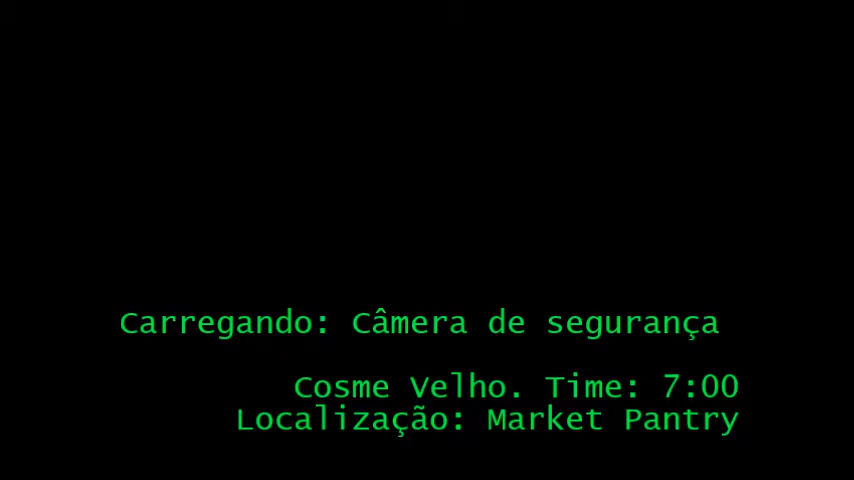 Carregando: Câmera de segurança
Cosme Velho. Time: 7:00
Localização: Market Pantry